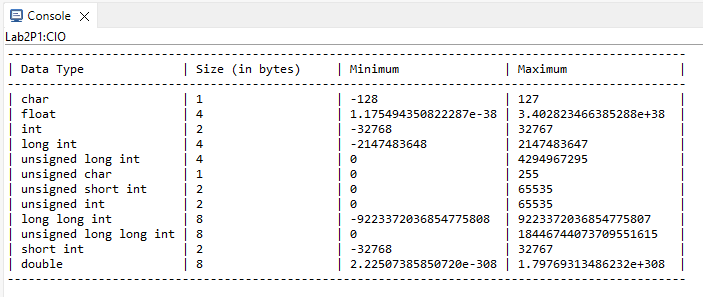 Console
Lab2P1:CIO
---------------------------------------------------------------------------------------
| Data Type | Size (in bytes) | Minimum | Maximum |
---------------------------------------------------------------------------------------
| char | 1 | -128 | 127 |
| float | 4 | 1.175494350822287e-38 | 3.402823466385288e+38 |
| int | 2 | -32768 | 32767 |
| long int | 4 | -2147483648 | 2147483647 |
| unsigned long int | 4 | 0 | 4294967295 |
| unsigned char | 1 | 0 | 255 |
| unsigned short int | 2 | 0 | 65535 |
| unsigned int | 2 | 0 | 65535 |
| long long int | 8 | -9223372036854775808 | 9223372036854775807 |
| unsigned long long int | 8 | 0 | 18446744073709551615 |
| short int | 2 | -32768 | 32767 |
| double | 8 | 2.22507385850720e-308 | 1.79769313486232e+308 |
---------------------------------------------------------------------------------------